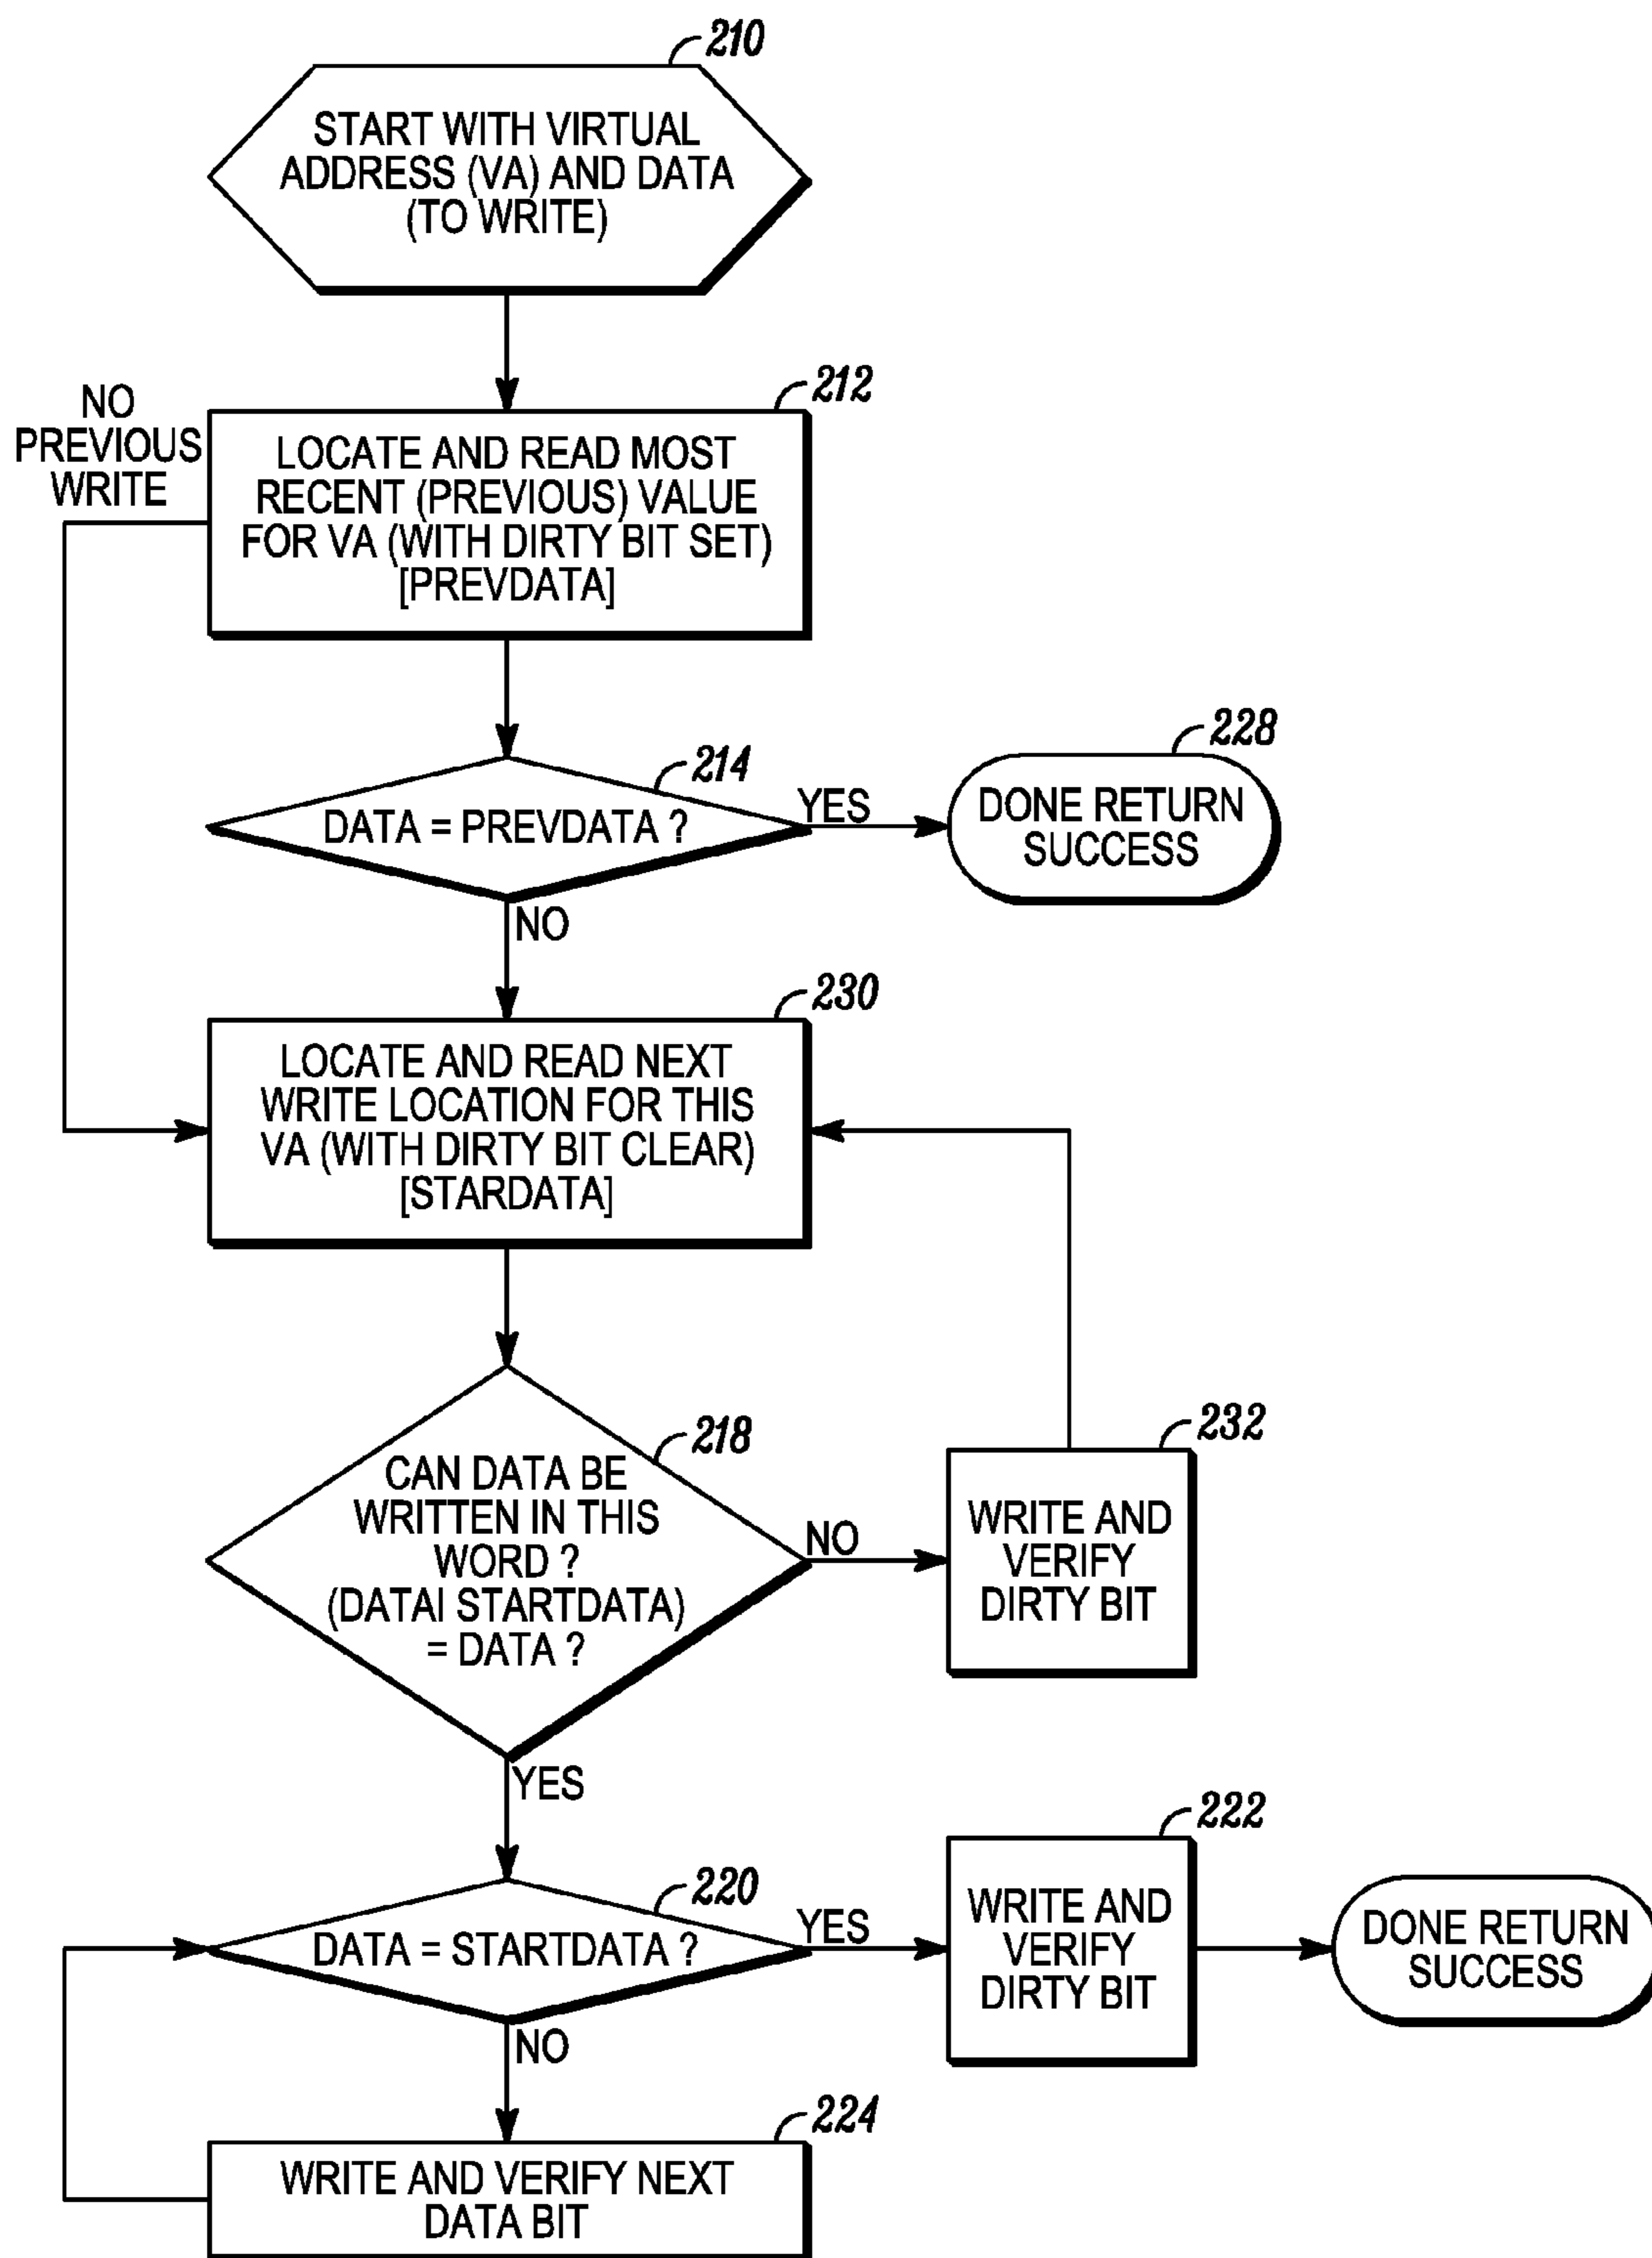 210
START WITH VIRTUAL
ADDRESS (VA) AND DATA
(TO WRITE)
NO
PREVIOUS
WRITE
212
LOCATE AND READ MOST
RECENT (PREVIOUS) VALUE
FOR VA (WITH DIRTY BIT SET)
[PREVDATA]
214
DATA = PREVDATA ?
YES
228
DONE RETURN
SUCCESS
NO
230
LOCATE AND READ NEXT
WRITE LOCATION FOR THIS
VA (WITH DIRTY BIT CLEAR)
[STARDATA]
218
CAN DATA BE
WRITTEN IN THIS
WORD ?
(DATAI STARTDATA)
= DATA ?
NO
232
WRITE AND
VERIFY
DIRTY BIT
YES
220
DATA = STARTDATA ?
YES
222
WRITE AND
VERIFY
DIRTY BIT
DONE RETURN
SUCCESS
NO
224
WRITE AND VERIFY NEXT
DATA BIT